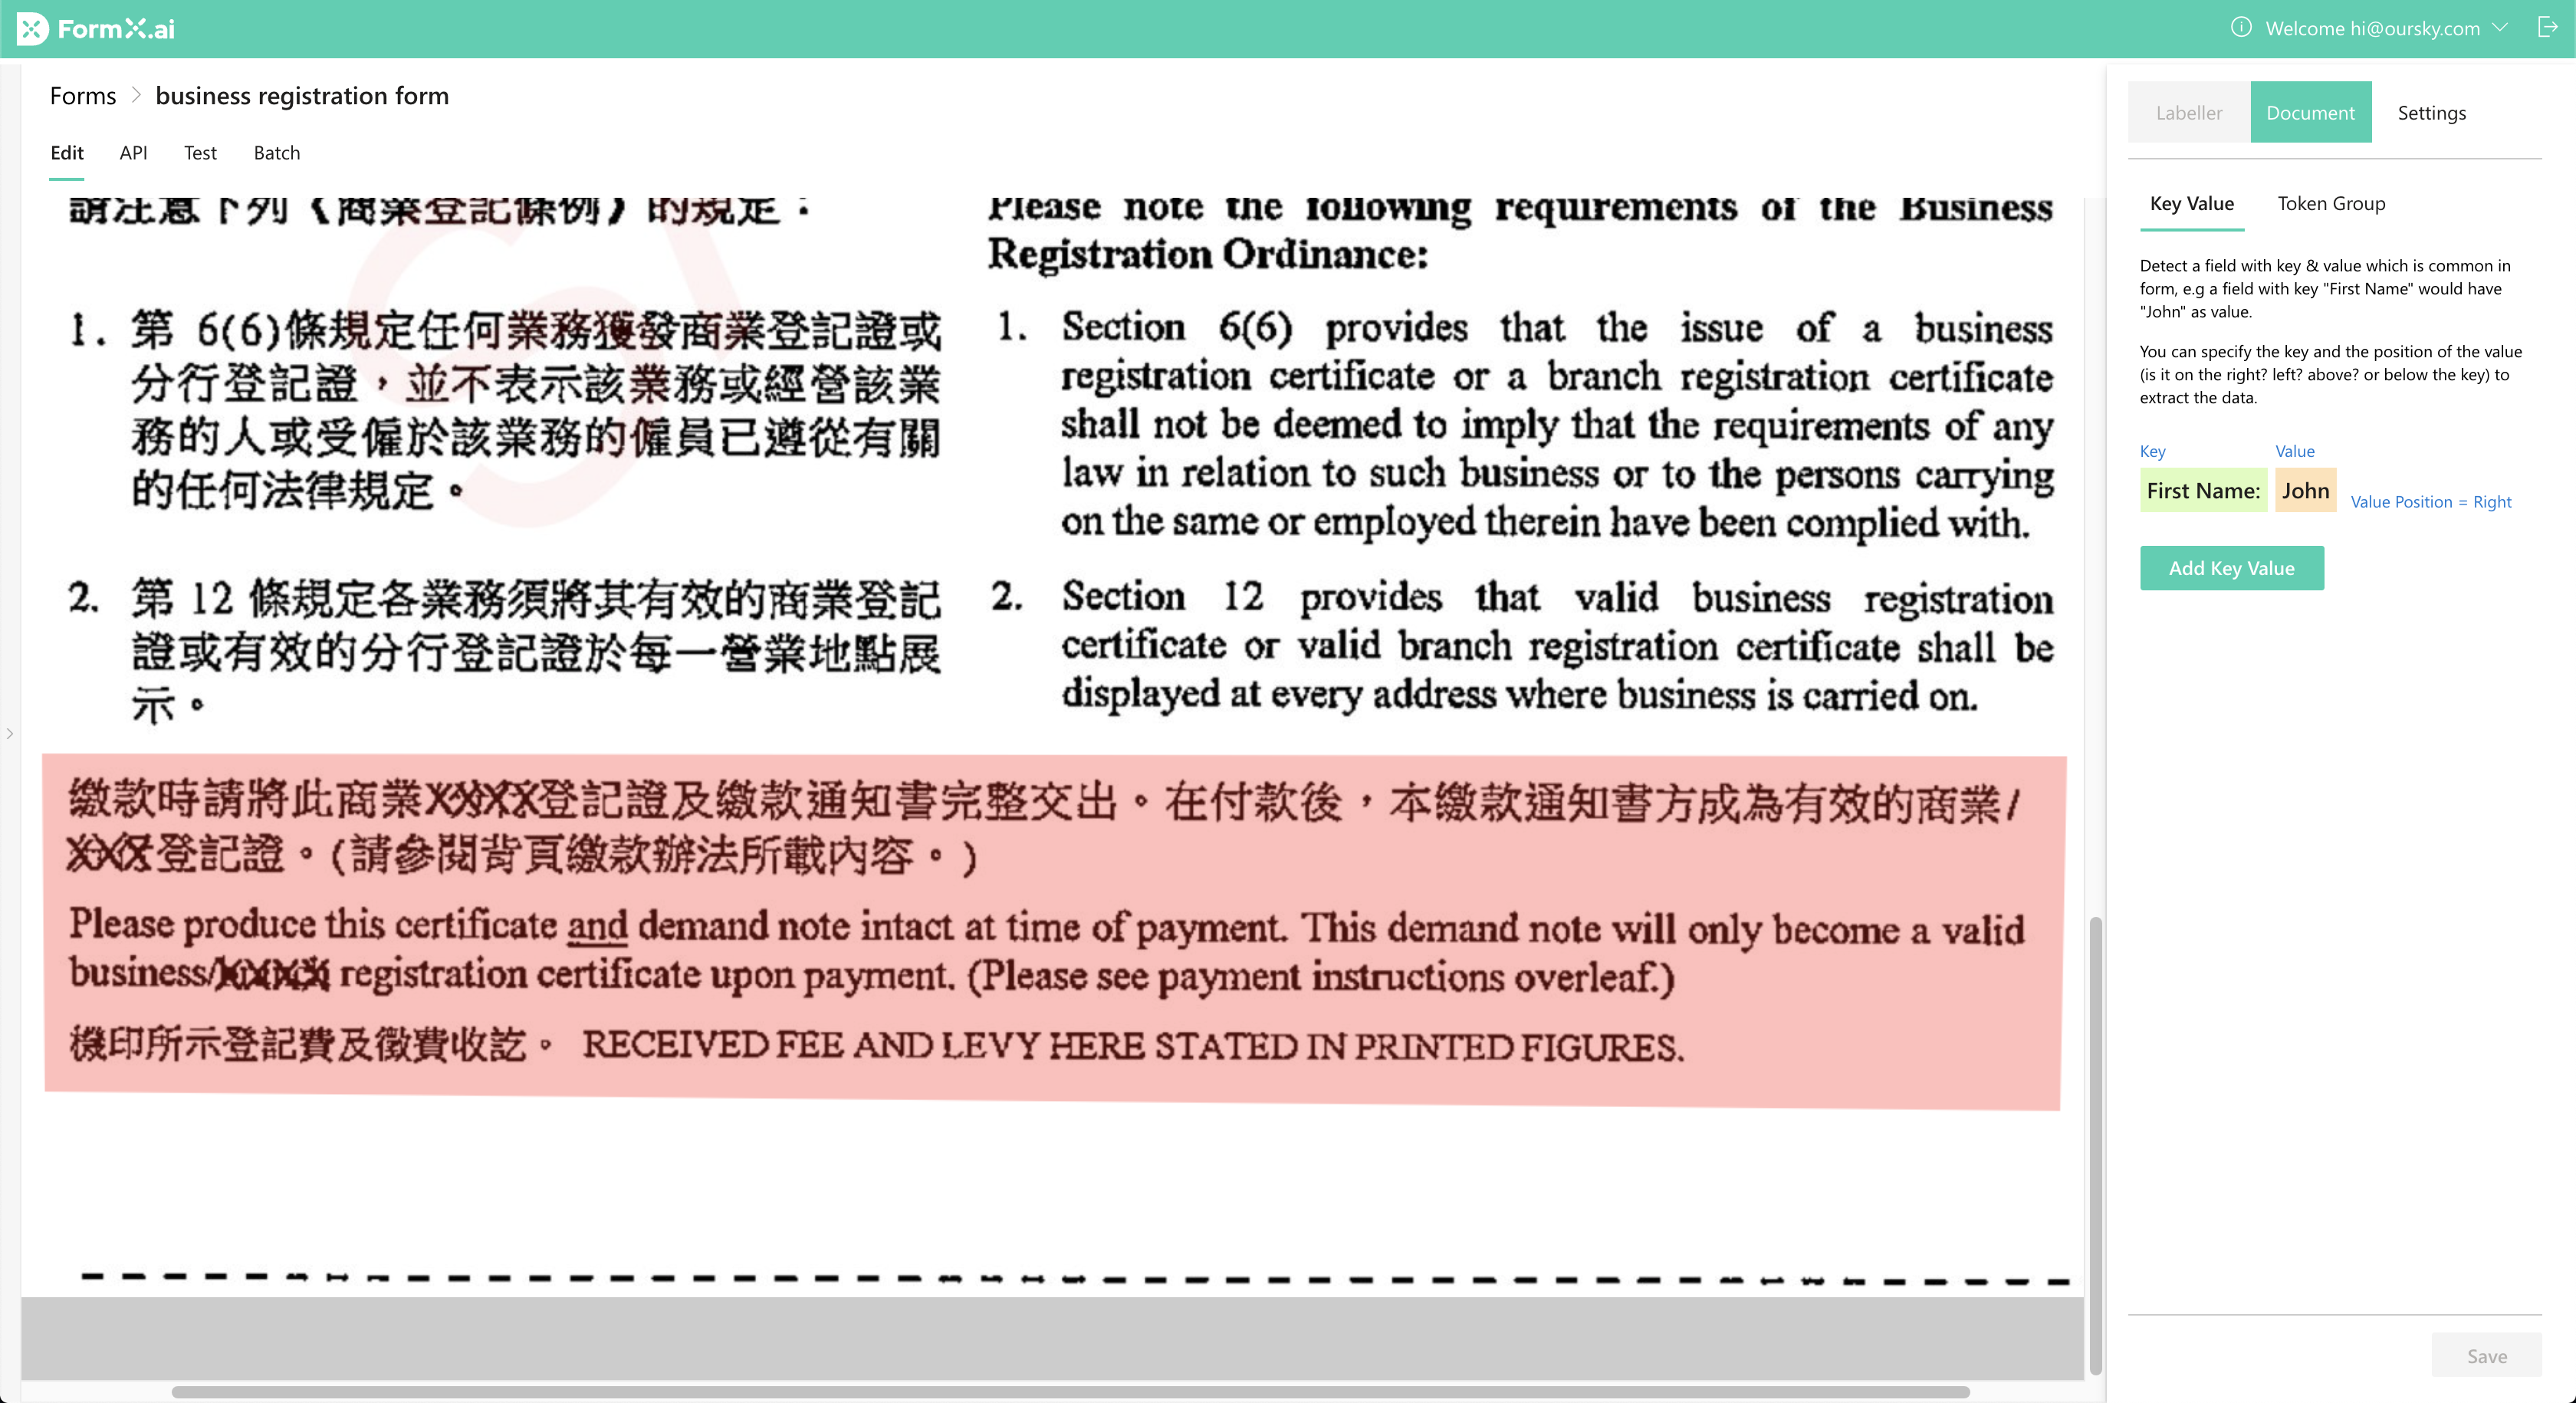 FormX.ai
Welcome hi@oursky.com
Forms > business registration form
Edit API Test Batch
請注意下列《商業登記條例》的規定：
1. 第 6(6)條規定任何業務獲發商業登記證或
分行登記證，並不表示該業務或經營該業
務的人或受僱於該業務的僱員已遵從有關
的任何法律規定。
2. 第 12 條規定各業務須將其有效的商業登記
證或有效的分行登記證於每一營業地點展
示。
Please note the following requirements of the Business
Registration Ordinance:
1. Section 6(6) provides that the issue of a business
registration certificate or a branch registration certificate
shall not be deemed to imply that the requirements of any
law in relation to such business or to the persons carrying
on the same or employed therein have been complied with.
2. Section 12 provides that valid business registration
certificate or valid branch registration certificate shall be
displayed at every address where business is carried on.
繳款時請將此商業XXXX登記證及繳款通知書完整交出。在付款後，本繳款通知書方成為有效的商業/
XXX登記證。(請參閱背頁繳款辦法所載內容。)
Please produce this certificate and demand note intact at time of payment. This demand note will only become a valid
business/XXXX registration certificate upon payment. (Please see payment instructions overleaf.)
機印所示登記費及徵費收訖。 RECEIVED FEE AND LEVY HERE STATED IN PRINTED FIGURES.
Labeller Document Settings
Key Value Token Group
Detect a field with key & value which is common in
form, e.g a field with key "First Name" would have
"John" as value.
You can specify the key and the position of the value
(is it on the right? left? above? or below the key) to
extract the data.
Key Value
First Name: John Value Position = Right
Add Key Value
Save